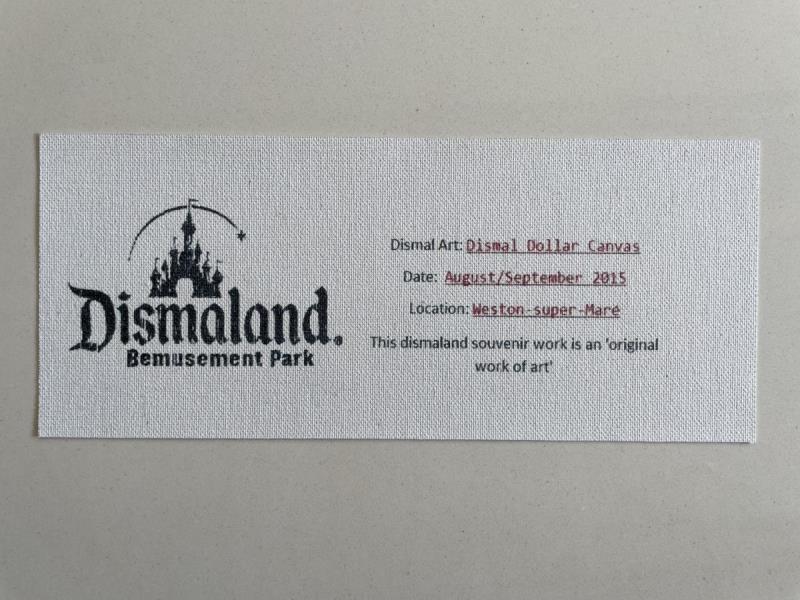 Dismaland.
Bemusement Park
Dismal Art: Dismal Dollar Canvas
Date: August/September 2015
Location: Weston-super-Mare
This dismaland souvenir work is an 'original
work of art'